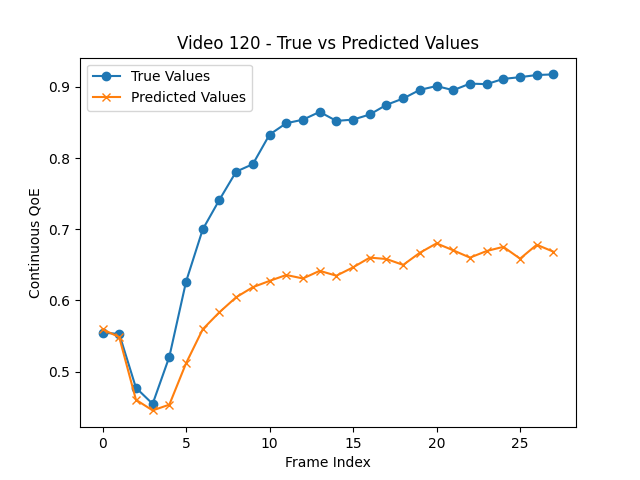 Video 120 - True vs Predicted Values
True Values
Predicted Values
Continuous QoE
0.9
0.8
0.7
0.6
0.5
0 5 10 15 20 25
Frame Index